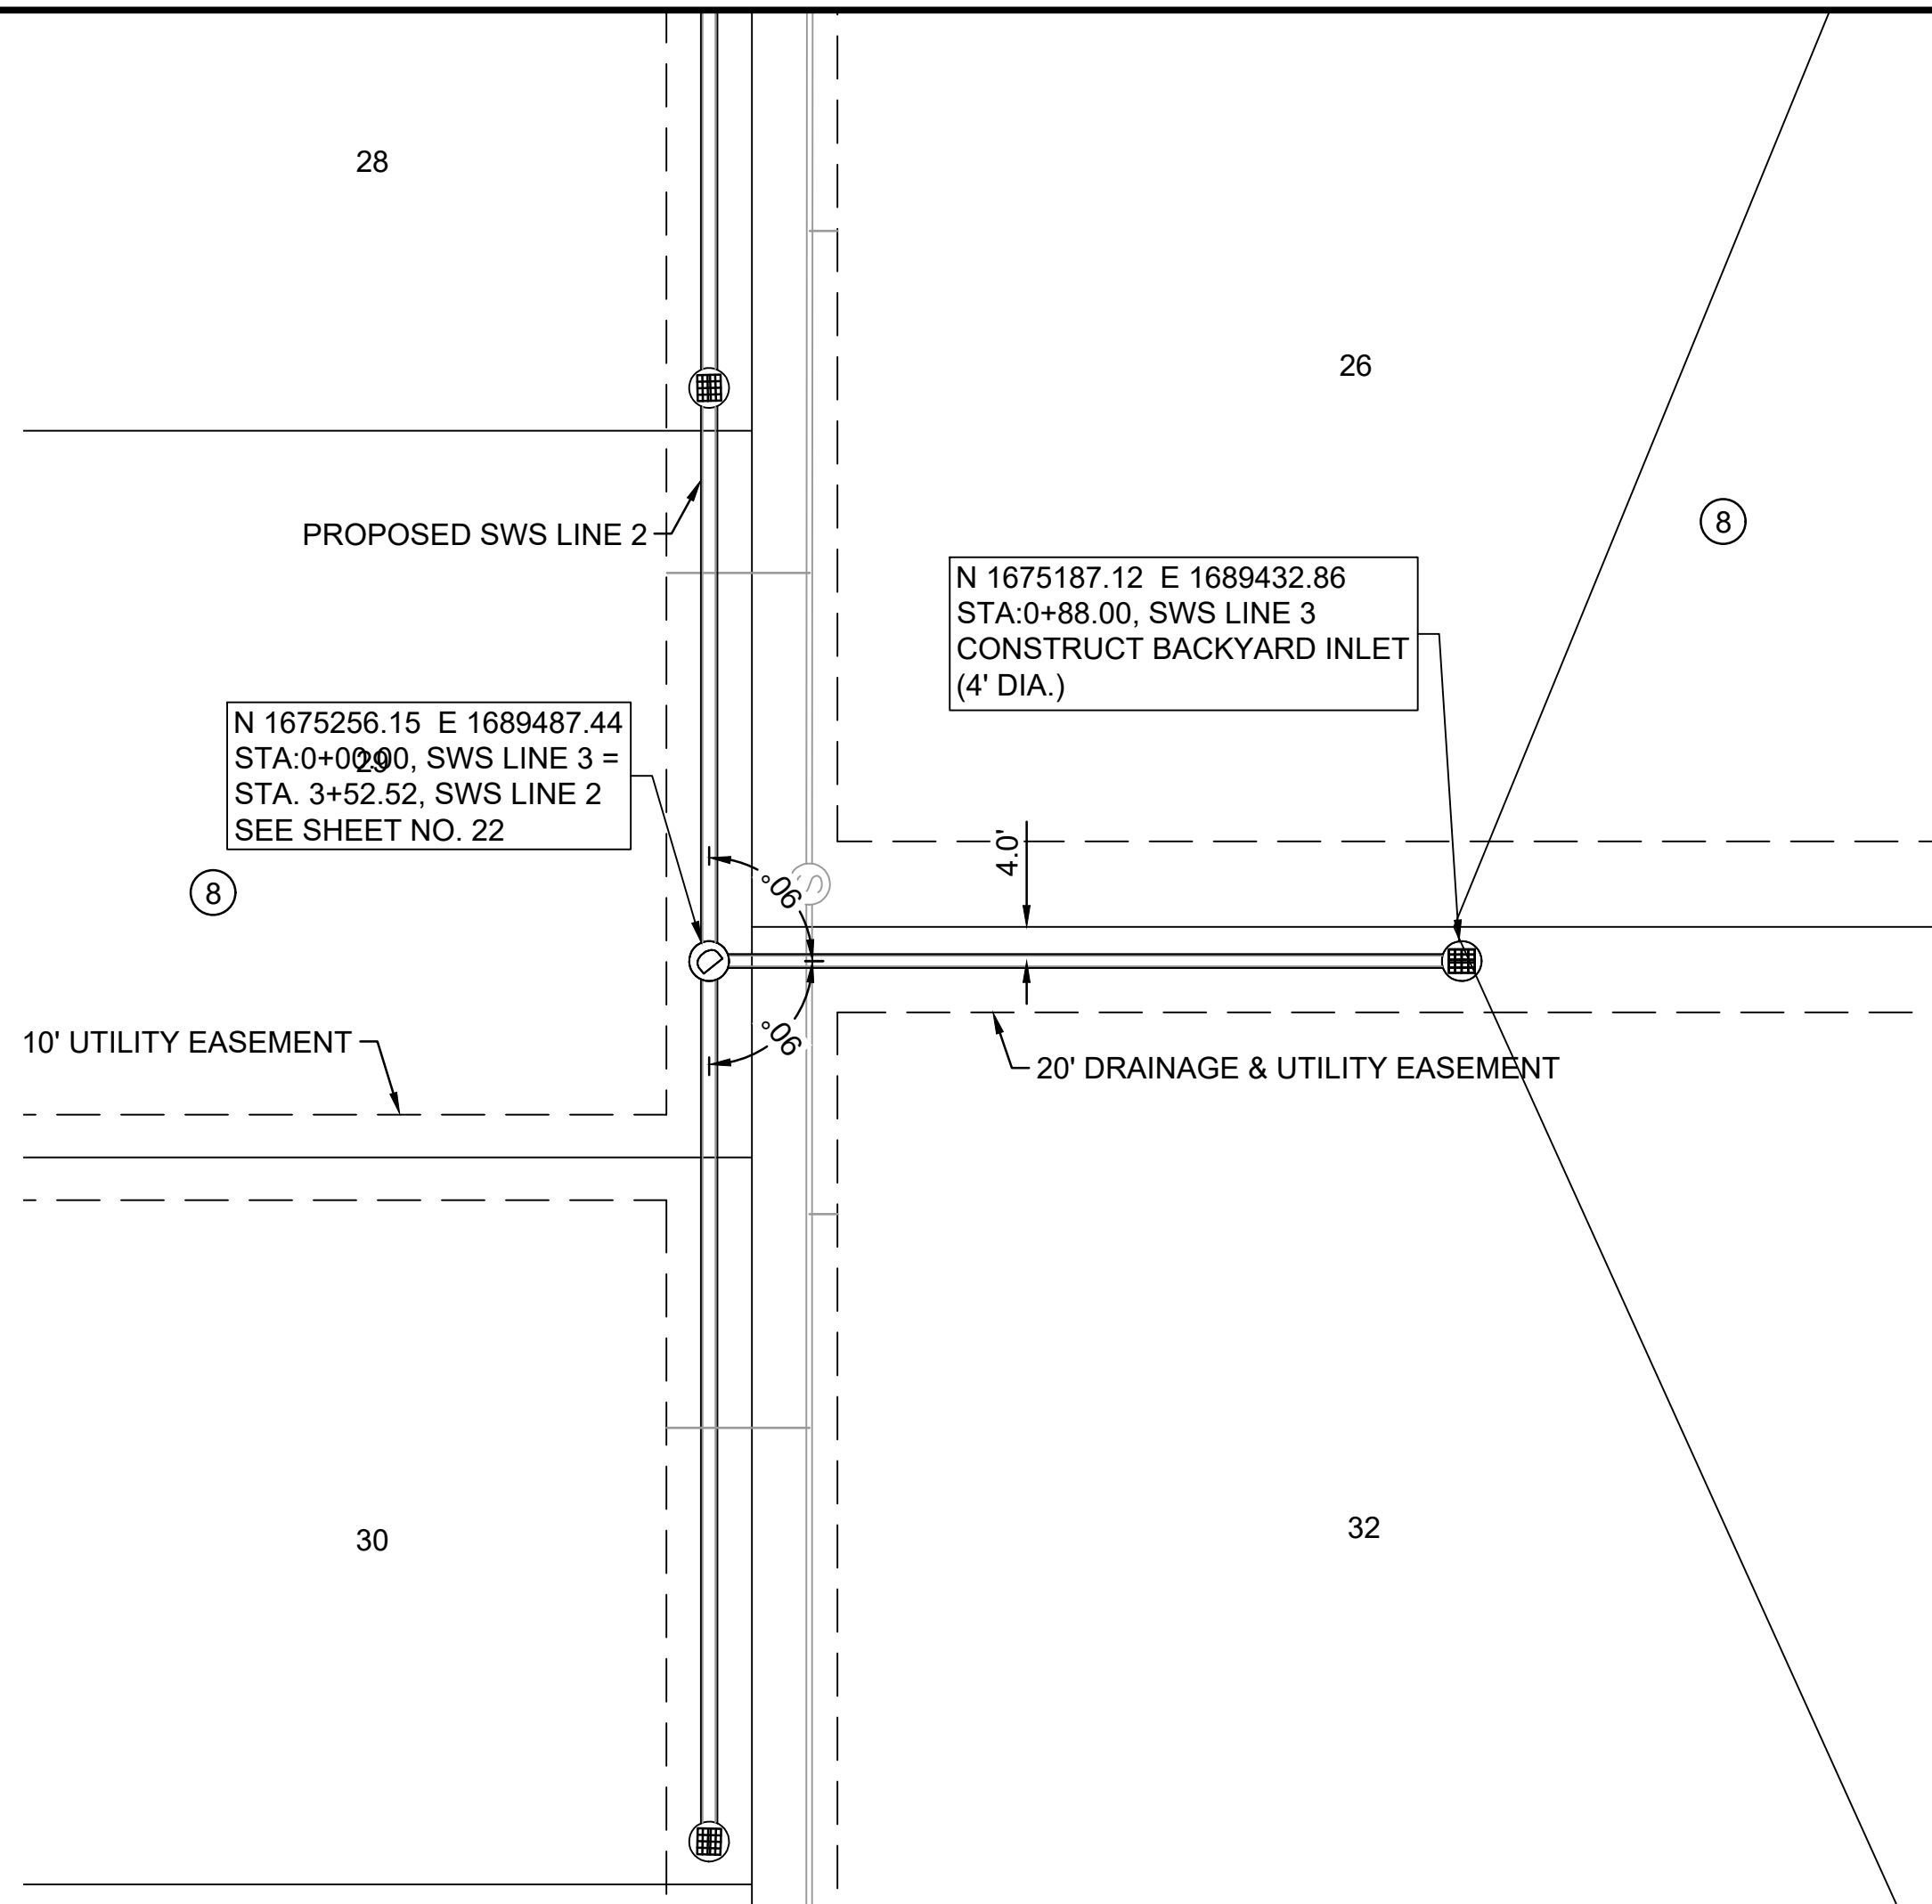 28
26
PROPOSED SWS LINE 2
8
N 1675187.12 E 1689432.86
STA:0+88.00, SWS LINE 3
CONSTRUCT BACKYARD INLET
(4' DIA.)
N 1675256.15 E 1689487.44
STA:0+00.00, SWS LINE 3 =
STA. 3+52.52, SWS LINE 2
SEE SHEET NO. 22
29
4.0'
8
90°
S
D
90°
10' UTILITY EASEMENT
20' DRAINAGE & UTILITY EASEMENT
30
32